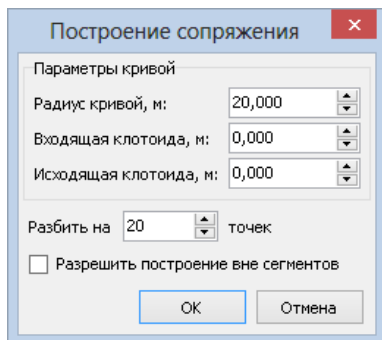 Построение сопряжения
Параметры кривой
Радиус кривой, м: 20,000
Входящая клотоида, м: 0,000
Исходящая клотоида, м: 0,000
Разбить на 20 точек
Разрешить построение вне сегментов
ОК Отмена